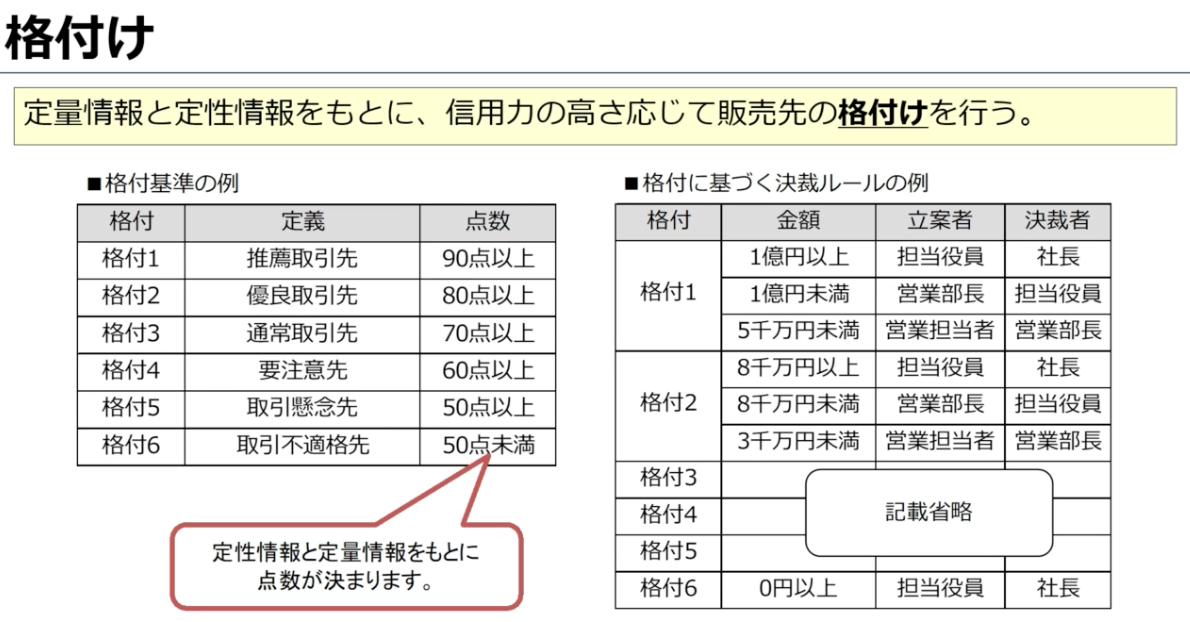 格付け
定量情報と定性情報をもとに、信用力の高さ応じて販売先の格付けを行う。
■格付基準の例
格付 定義 点数
格付1 推薦取引先 90点以上
格付2 優良取引先 80点以上
格付3 通常取引先 70点以上
格付4 要注意先 60点以上
格付5 取引懸念先 50点以上
格付6 取引不適格先 50点未満
定性情報と定量情報をもとに
点数が決まります。
■格付に基づく決裁ルールの例
格付 金額 立案者 決裁者
格付1
1億円以上 担当役員 社長
1億円未満 営業部長 担当役員
5千万円未満 営業担当者 営業部長
格付2
8千万円以上 担当役員 社長
8千万円未満 営業部長 担当役員
3千万円未満 営業担当者 営業部長
格付3
格付4
格付5
記載省略
格付6 0円以上 担当役員 社長